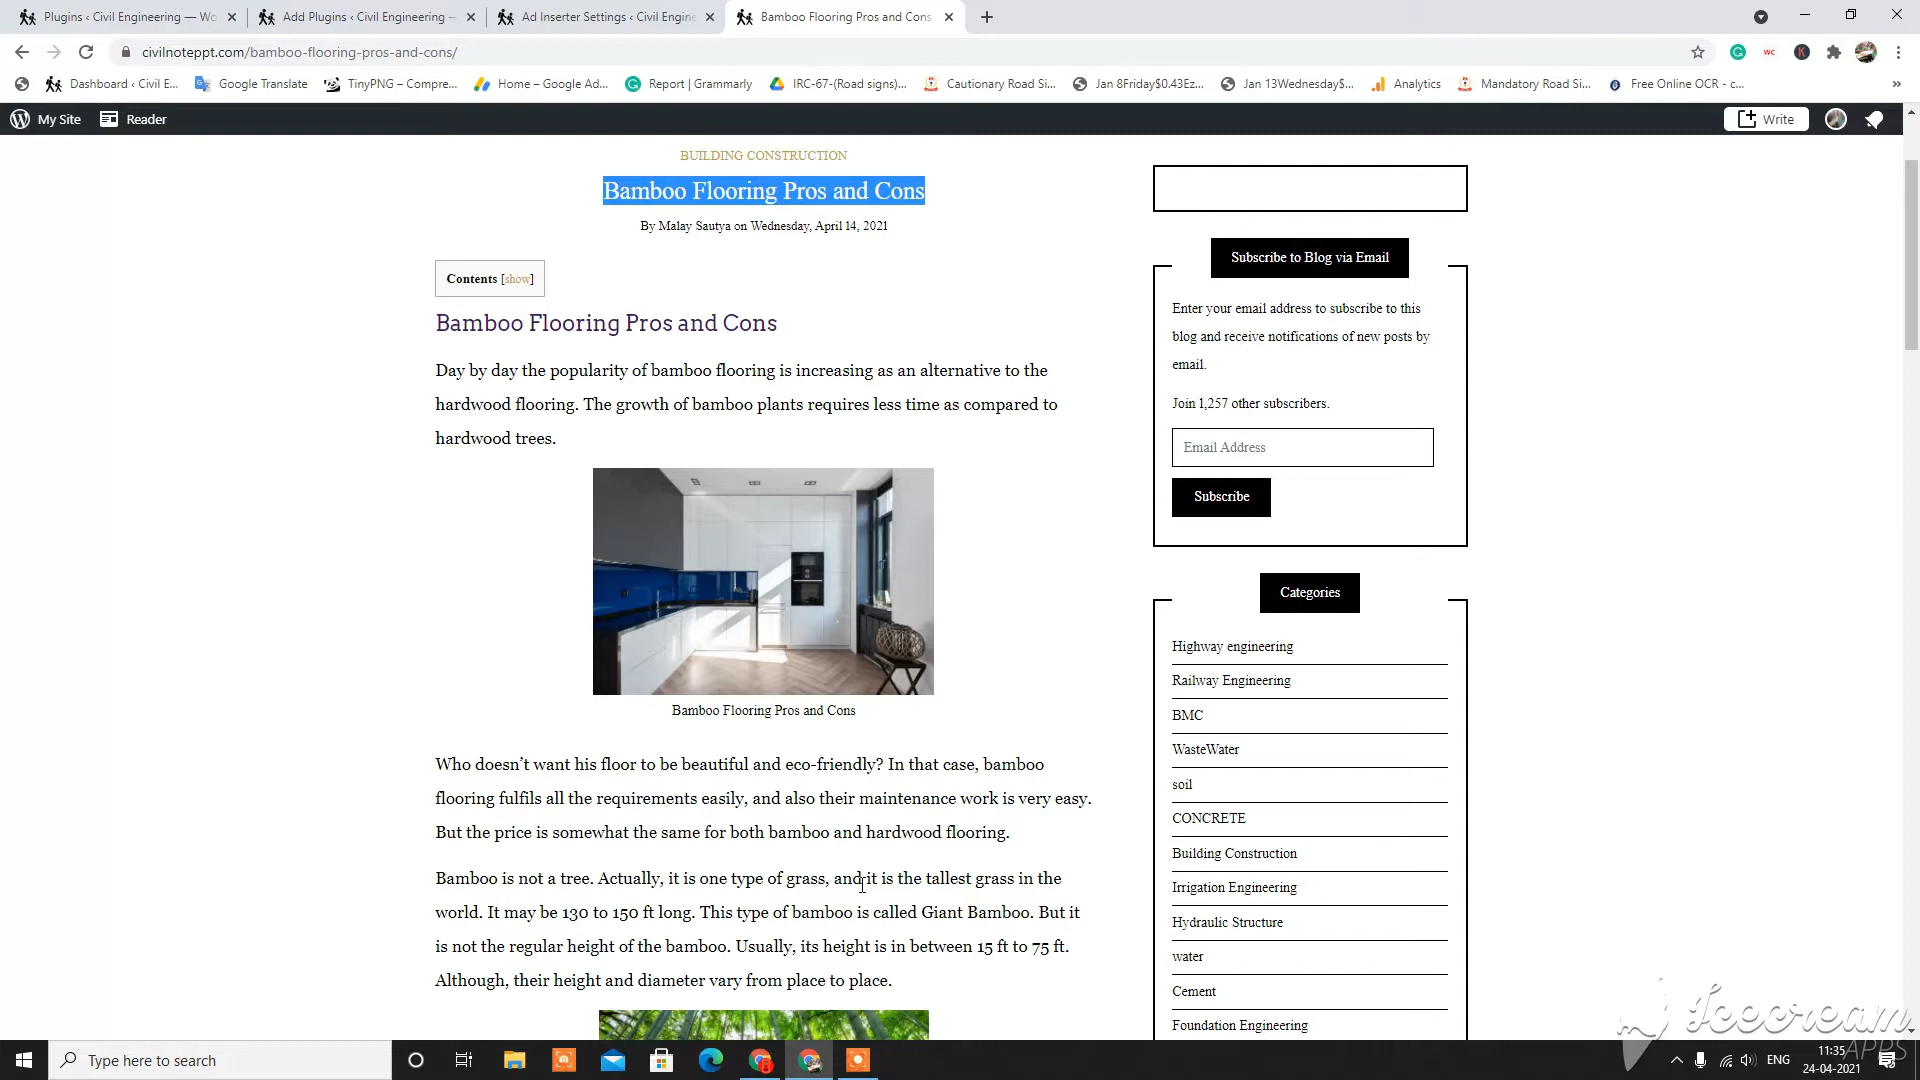 Plugins ‹ Civil Engineering — Wo
Add Plugins ‹ Civil Engineering —
Ad Inserter Settings ‹ Civil Engine
Bamboo Flooring Pros and Cons
civilnoteppt.com/bamboo-flooring-pros-and-cons/
Dashboard ‹ Civil E...
Google Translate
TinyPNG – Compre...
Home – Google Ad...
Report | Grammarly
IRC-67-(Road signs)...
Cautionary Road Si...
Jan 8Friday$0.43Ez...
Jan 13Wednesday$...
Analytics
Mandatory Road Si...
Free Online OCR - c...
My Site
Reader
Write
BUILDING CONSTRUCTION
Bamboo Flooring Pros and Cons
By Malay Sautya on Wednesday, April 14, 2021
Contents [show]
Bamboo Flooring Pros and Cons
Day by day the popularity of bamboo flooring is increasing as an alternative to the
hardwood flooring. The growth of bamboo plants requires less time as compared to
hardwood trees.
Bamboo Flooring Pros and Cons
Who doesn’t want his floor to be beautiful and eco-friendly? In that case, bamboo
flooring fulfils all the requirements easily, and also their maintenance work is very easy.
But the price is somewhat the same for both bamboo and hardwood flooring.
Bamboo is not a tree. Actually, it is one type of grass, and it is the tallest grass in the
world. It may be 130 to 150 ft long. This type of bamboo is called Giant Bamboo. But it
is not the regular height of the bamboo. Usually, its height is in between 15 ft to 75 ft.
Although, their height and diameter vary from place to place.
Subscribe to Blog via Email
Enter your email address to subscribe to this
blog and receive notifications of new posts by
email.
Join 1,257 other subscribers.
Email Address
Subscribe
Categories
Highway engineering
Railway Engineering
BMC
WasteWater
soil
CONCRETE
Building Construction
Irrigation Engineering
Hydraulic Structure
water
Cement
Foundation Engineering
Icecream
APPS
Type here to search
ENG
11:35
24-04-2021